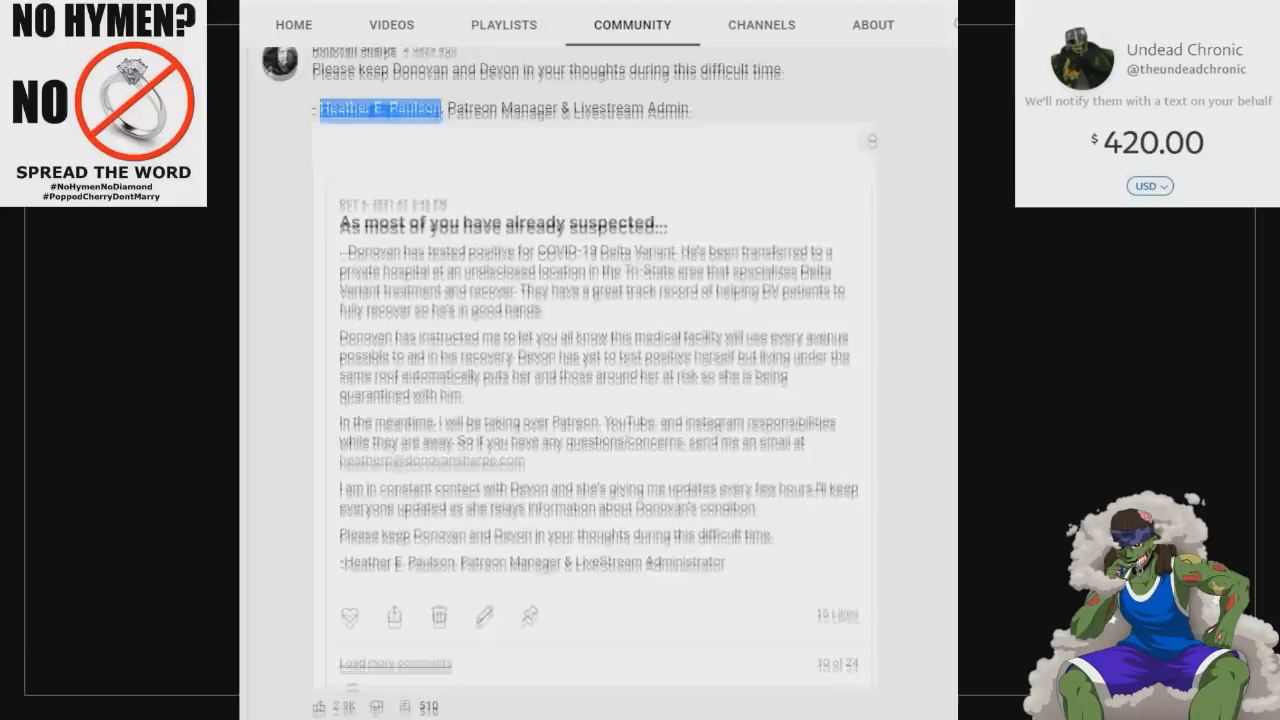 NO HYMEN?
NO
SPREAD THE WORD
#NoHymenNoDiamond
#PoppedCherryDontMarry
HOME VIDEOS PLAYLISTS COMMUNITY CHANNELS ABOUT
Please keep Donovan and Devon in your thoughts during this difficult time.
- Heather E. Paulson, Patreon Manager & Livestream Admin.
As most of you have already suspected...
...Donovan has tested positive for COVID-19 Delta Variant. He's been transferred to a
private hospital at an undisclosed location in the Tri-State area that specializes Delta
Variant treatment and recover. They have a great track record of helping DV patients to
fully recover so he's in good hands.
Donovan has instructed me to let you all know this medical facility will use every avenue
possible to aid in his recovery. Devon has yet to test positive herself but living under the
same roof automatically puts her and those around her at risk so she is being
quarantined with him.
In the meantime, I will be taking over Patreon, YouTube, and instagram responsibilities
while they are away. So if you have any questions/concerns, send me an email at
heatherp@donovansharpe.com
I am in constant contact with Devon and she's giving me updates every few hours I'll keep
everyone updated as she relays information about Donovan's condition.
Please keep Donovan and Devon in your thoughts during this difficult time.
-Heather E. Paulson, Patreon Manager & LiveStream Administrator
15 Likes
Load more comments
2.9K 510
Undead Chronic
@theundeadchronic
We'll notify them with a text on your behalf
$ 420.00
USD